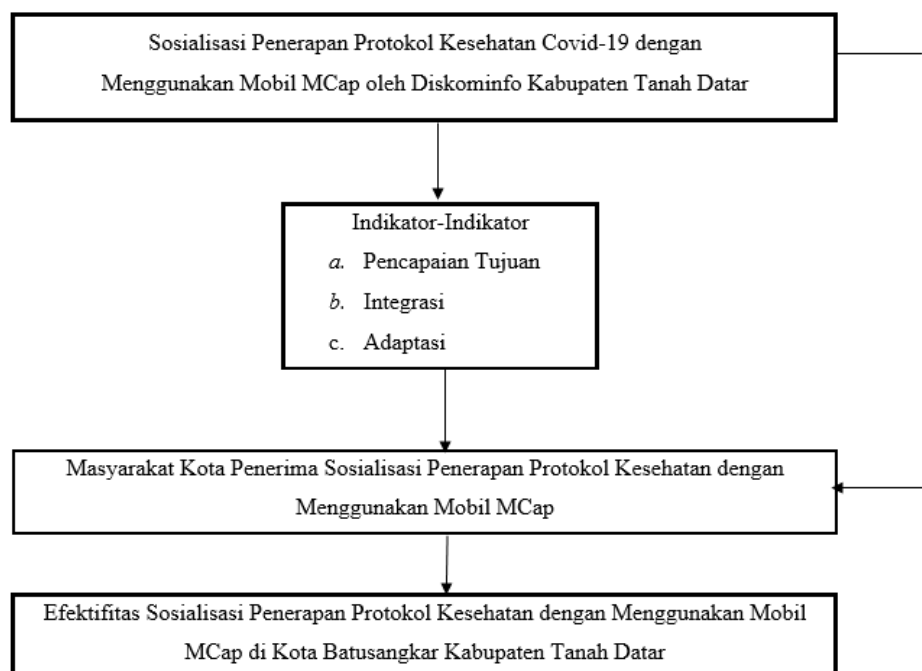 Sosialisasi Penerapan Protokol Kesehatan Covid-19 dengan
Menggunakan Mobil MCap oleh Diskominfo Kabupaten Tanah Datar
Indikator-Indikator
a. Pencapaian Tujuan
b. Integrasi
c. Adaptasi
Masyarakat Kota Penerima Sosialisasi Penerapan Protokol Kesehatan dengan
Menggunakan Mobil MCap
Efektifitas Sosialisasi Penerapan Protokol Kesehatan dengan Menggunakan Mobil
MCap di Kota Batusangkar Kabupaten Tanah Datar